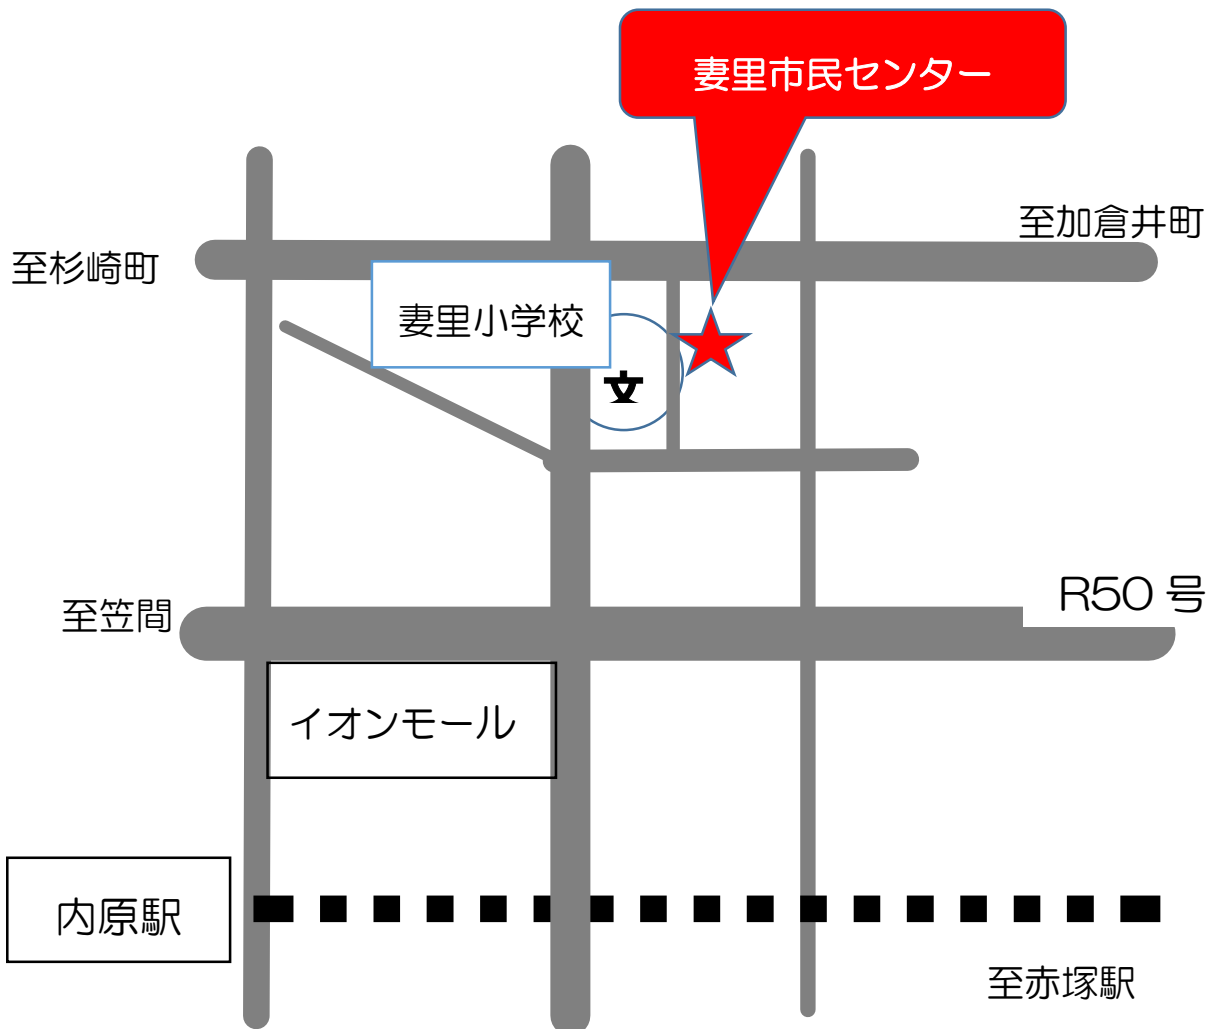 妻里市民センター
至加倉井町
至杉崎町
妻里小学校
文
R50号
至笠間
イオンモール
内原駅
至赤塚駅